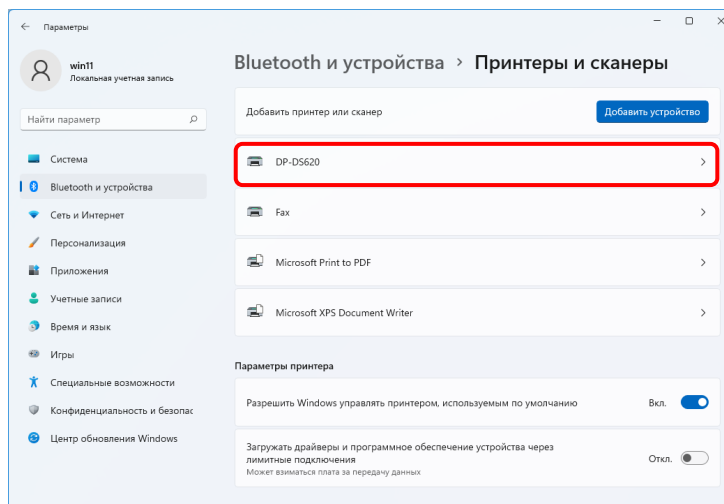 Параметры
win11
Локальная учетная запись
Найти параметр
Система
Bluetooth и устройства
Сеть и Интернет
Персонализация
Приложения
Учетные записи
Время и язык
Игры
Специальные возможности
Конфиденциальность и безопас
Центр обновления Windows
Bluetooth и устройства > Принтеры и сканеры
Добавить принтер или сканер
Добавить устройство
DP-DS620
Fax
Microsoft Print to PDF
Microsoft XPS Document Writer
Параметры принтера
Разрешить Windows управлять принтером, используемым по умолчанию
Вкл.
Загружать драйверы и программное обеспечение устройства через
лимитные подключения
Может взиматься плата за передачу данных
Откл.